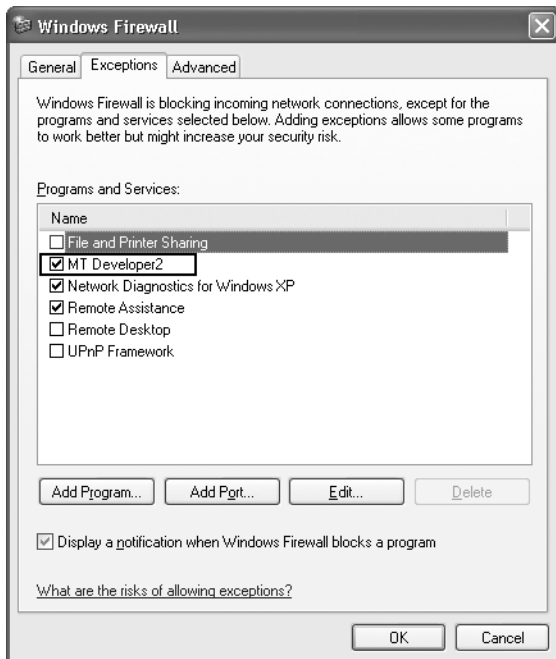 Windows Firewall
General
Exceptions
Advanced
Windows Firewall is blocking incoming network connections, except for the
programs and services selected below. Adding exceptions allows some programs
to work better but might increase your security risk.
Programs and Services:
Name
File and Printer Sharing
MT Developer2
Network Diagnostics for Windows XP
Remote Assistance
Remote Desktop
UPnP Framework
Add Program...
Add Port...
Edit...
Delete
Display a notification when Windows Firewall blocks a program
What are the risks of allowing exceptions?
OK
Cancel